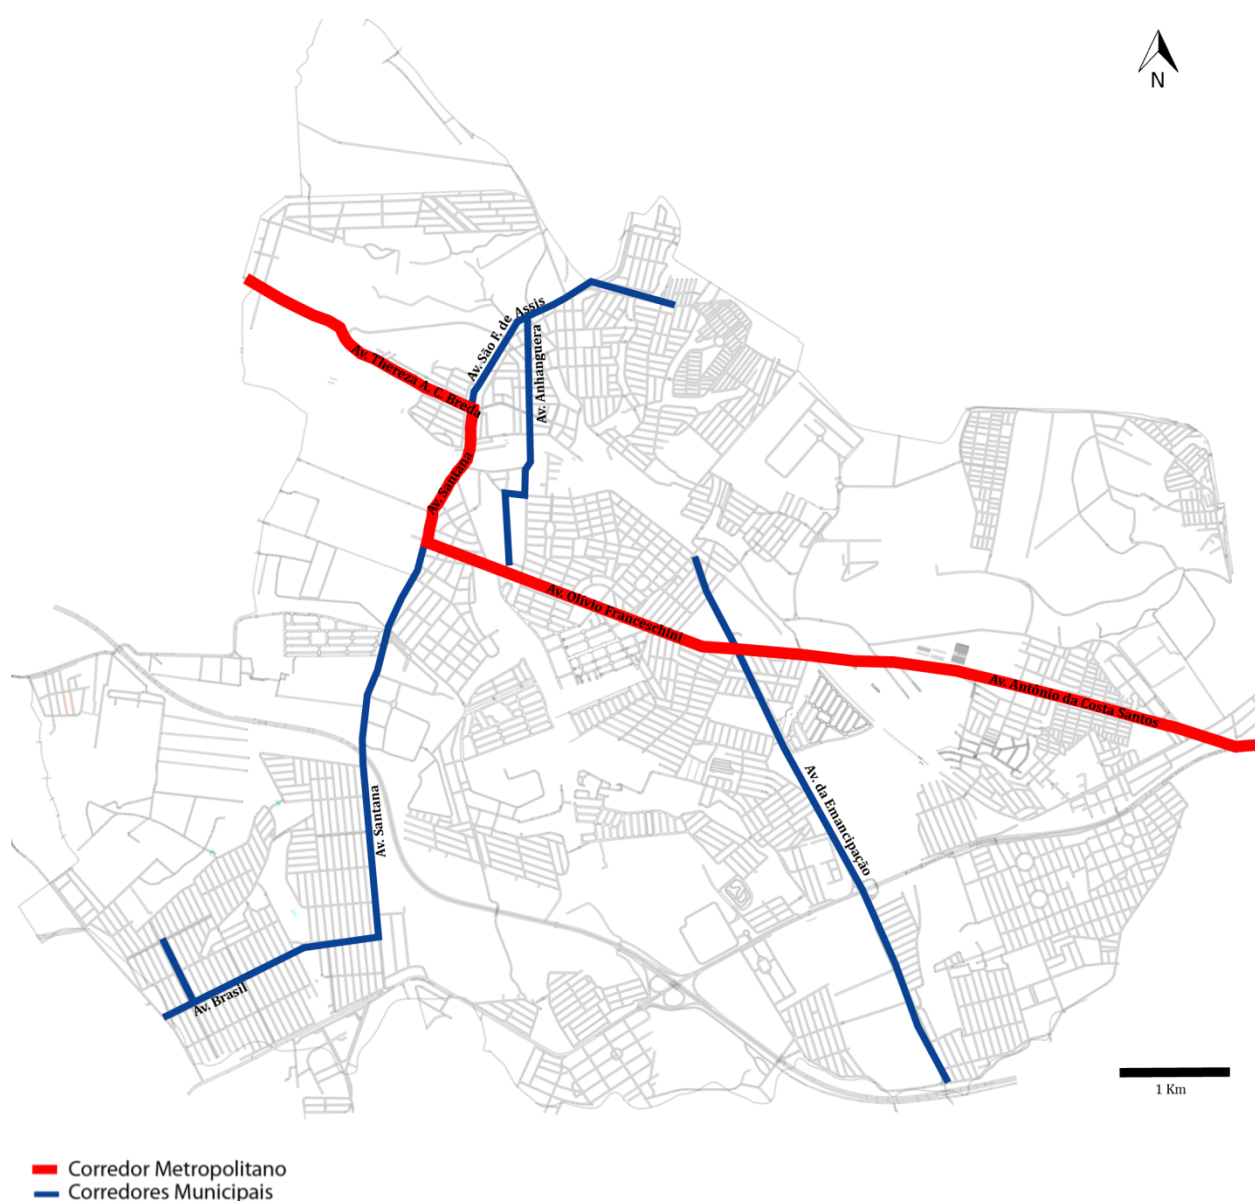 N
Av. São F. de Assis
Av. Anhanguera
Av. Thereza A. C. Breda
Av. Santana
Av. Olívio Franceschini
Av. Antônio da Costa Santos
Av. da Emancipação
Av. Santana
Av. Brasil
1 Km
Corredor Metropolitano
Corredores Municipais